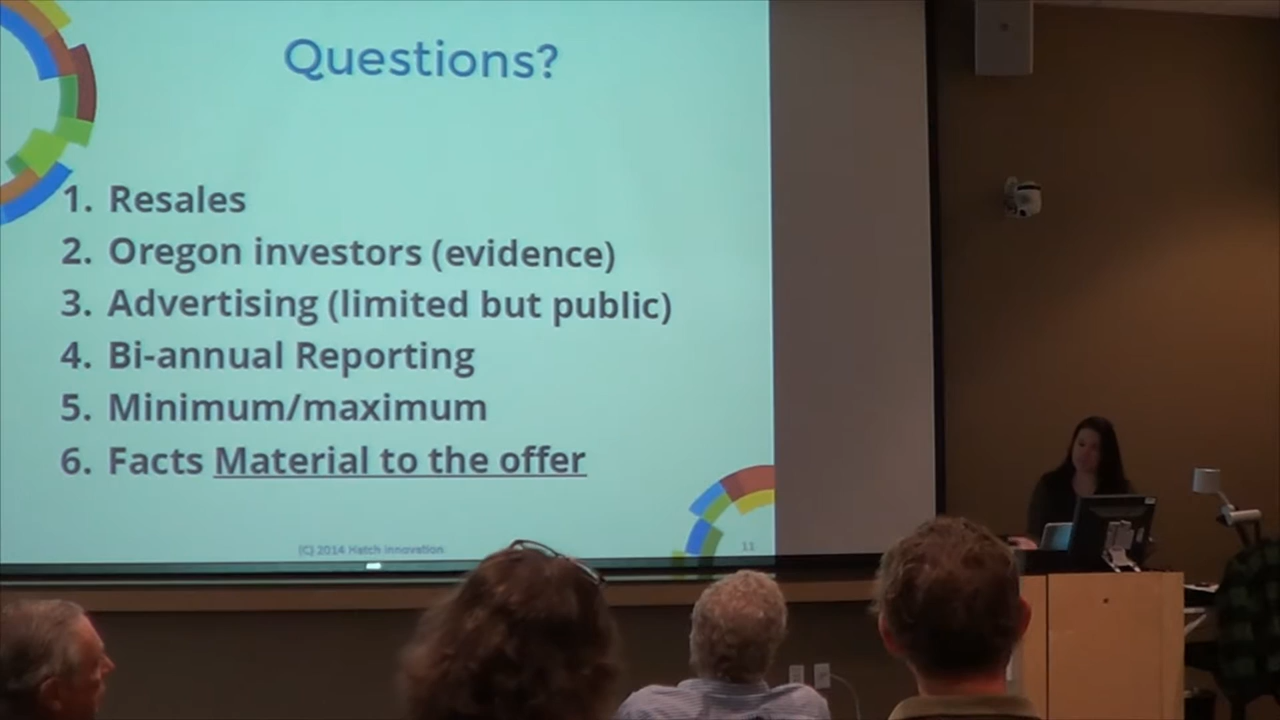 Questions?
1. Resales
2. Oregon investors (evidence)
3. Advertising (limited but public)
4. Bi-annual Reporting
5. Minimum/maximum
6. Facts Material to the offer
(C) 2014 Hatch Innovation
11